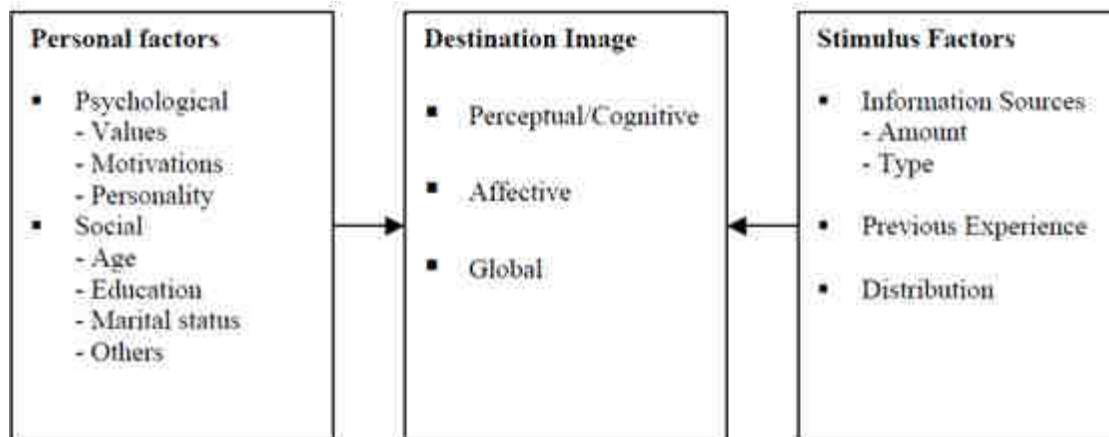 Personal factors
▪ Psychological
- Values
- Motivations
- Personality
▪ Social
- Age
- Education
- Marital status
- Others
Destination Image
▪ Perceptual/Cognitive
▪ Affective
▪ Global
Stimulus Factors
▪ Information Sources
- Amount
- Type
▪ Previous Experience
▪ Distribution